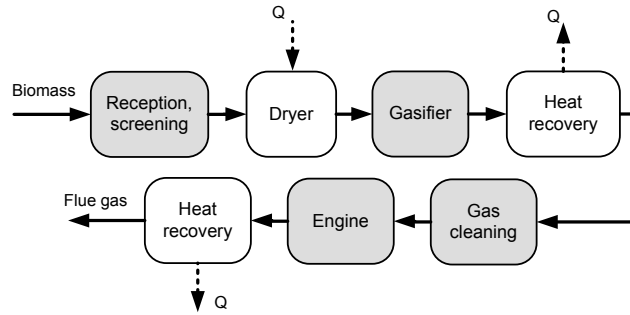 Q
Q
Biomass
Reception,
screening
Dryer
Gasifier
Heat
recovery
Flue gas
Heat
recovery
Engine
Gas
cleaning
Q